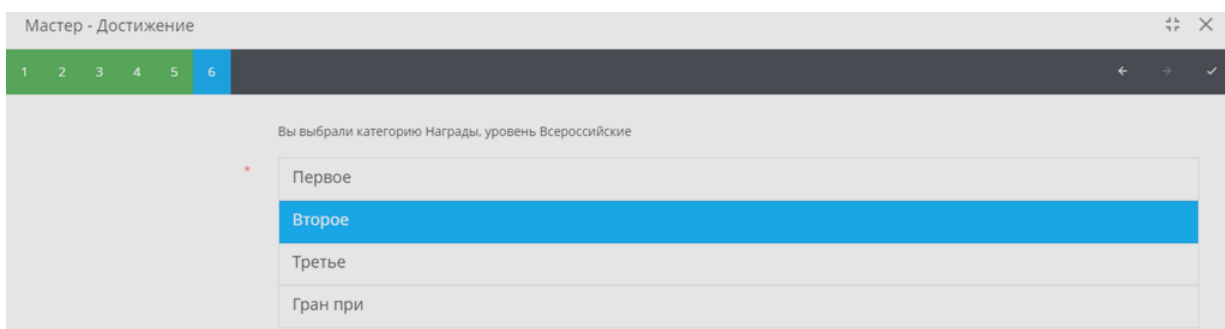 Мастер - Достижение
1 2 3 4 5 6
Вы выбрали категорию Награды, уровень Всероссийские
*
Первое
Второе
Третье
Гран при